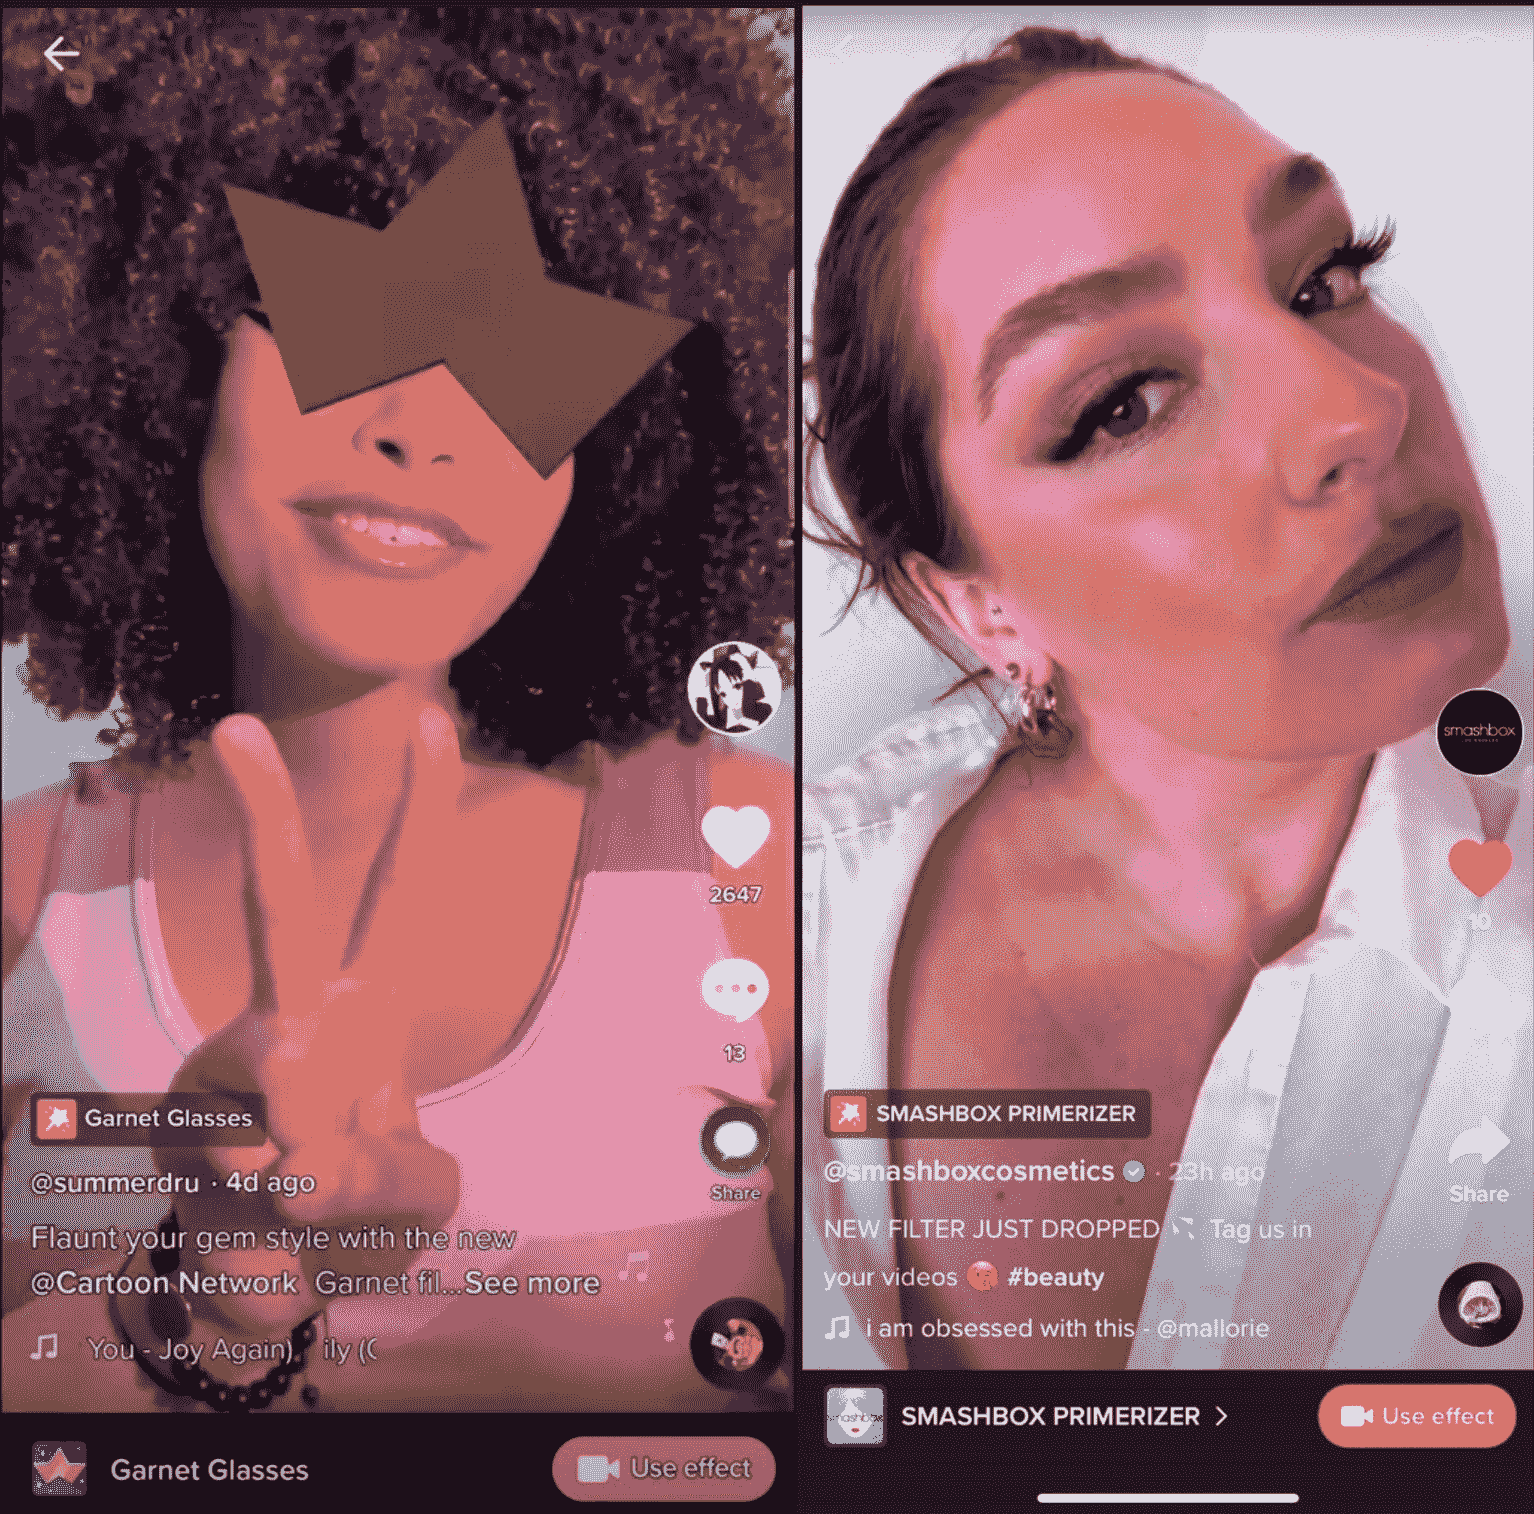 2647
13
Share
Garnet Glasses
@summerdru · 4d ago
Flaunt your gem style with the new
@Cartoon Network Garnet fil...See more
You - Joy Again) ily (
Garnet Glasses
Use effect
smashbox
10
Share
SMASHBOX PRIMERIZER
@smashboxcosmetics · 23h ago
NEW FILTER JUST DROPPED Tag us in
your videos #beauty
i am obsessed with this - @mallorie
smashbox
SMASHBOX PRIMERIZER >
Use effect